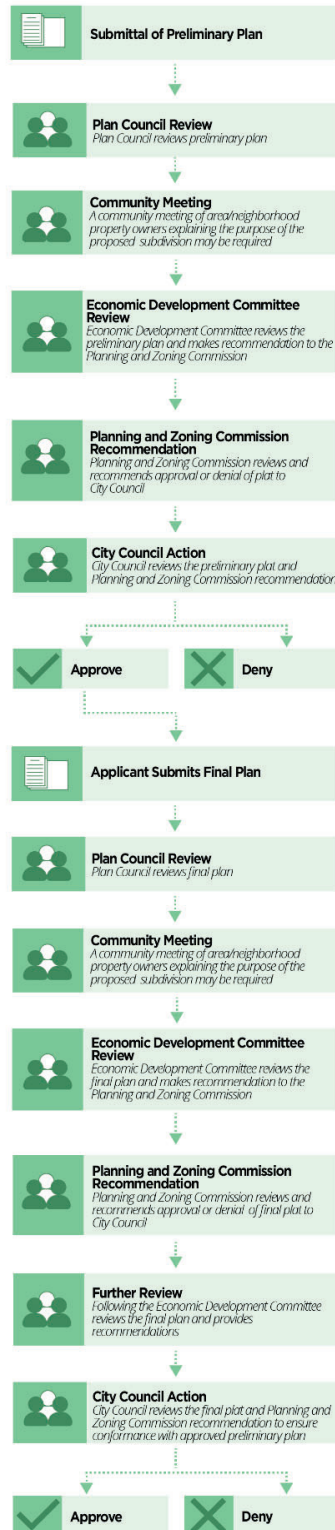 Submittal of Preliminary Plan
Plan Council Review
Plan Council reviews preliminary plan
Community Meeting
A community meeting of area/neighborhood
property owners explaining the purpose of the
proposed subdivision may be required
Economic Development Committee
Review
Economic Development Committee reviews the
preliminary plan and makes recommendation to the
Planning and Zoning Commission
Planning and Zoning Commission
Recommendation
Planning and Zoning Commission reviews and
recommends approval or denial of plat to
City Council
City Council Action
City Council reviews the preliminary plat and
Planning and Zoning Commission recommendation
Approve
Deny
Applicant Submits Final Plan
Plan Council Review
Plan Council reviews final plan
Community Meeting
A community meeting of area/neighborhood
property owners explaining the purpose of the
proposed subdivision may be required
Economic Development Committee
Review
Economic Development Committee reviews the
final plan and makes recommendation to the
Planning and Zoning Commission
Planning and Zoning Commission
Recommendation
Planning and Zoning Commission reviews and
recommends approval or denial of final plat to
City Council
Further Review
Following the Economic Development Committee
reviews the final plan and provides
recommendations
City Council Action
City Council reviews the final plat and Planning and
Zoning Commission recommendation to ensure
conformance with approved preliminary plan
Approve
Deny